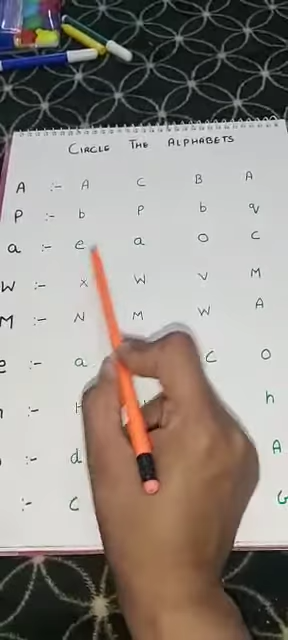 CIRCLE THE ALPHABETS
A :- A C B A
P :- b P b q
a :- e a o c
W :- x W v M
M :- N M W A
e :- a C O
:- h
:- d A
:- C G